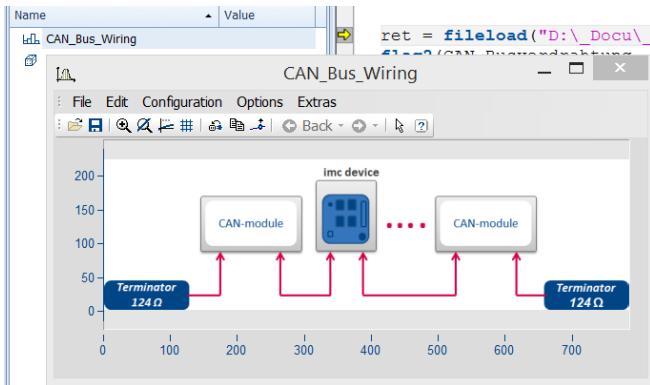 Name Value
CAN_Bus_Wiring
ret = fileload("D:\_Docu\_
CAN_Bus_Wiring
File Edit Configuration Options Extras
Back
imc device
200
150
CAN-module CAN-module
100
50
Terminator Terminator
124 Ω 124 Ω
0
0 100 200 300 400 500 600 700